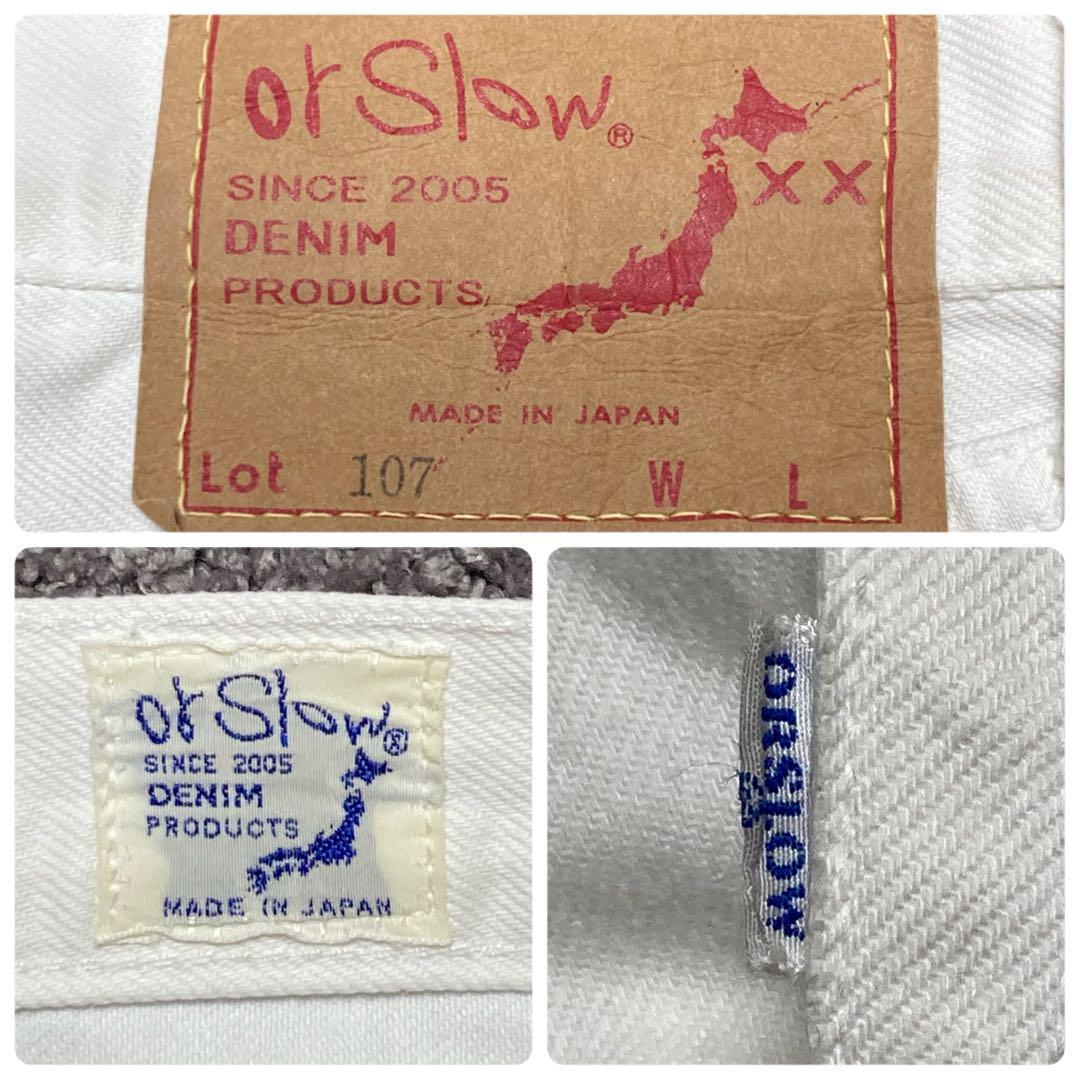 orSlow®
SINCE 2005
XX
DENIM
PRODUCTS
MADE IN JAPAN
Lot 107 W L
orSlow®
SINCE 2005
DENIM
PRODUCTS
MADE IN JAPAN
ORSLOW